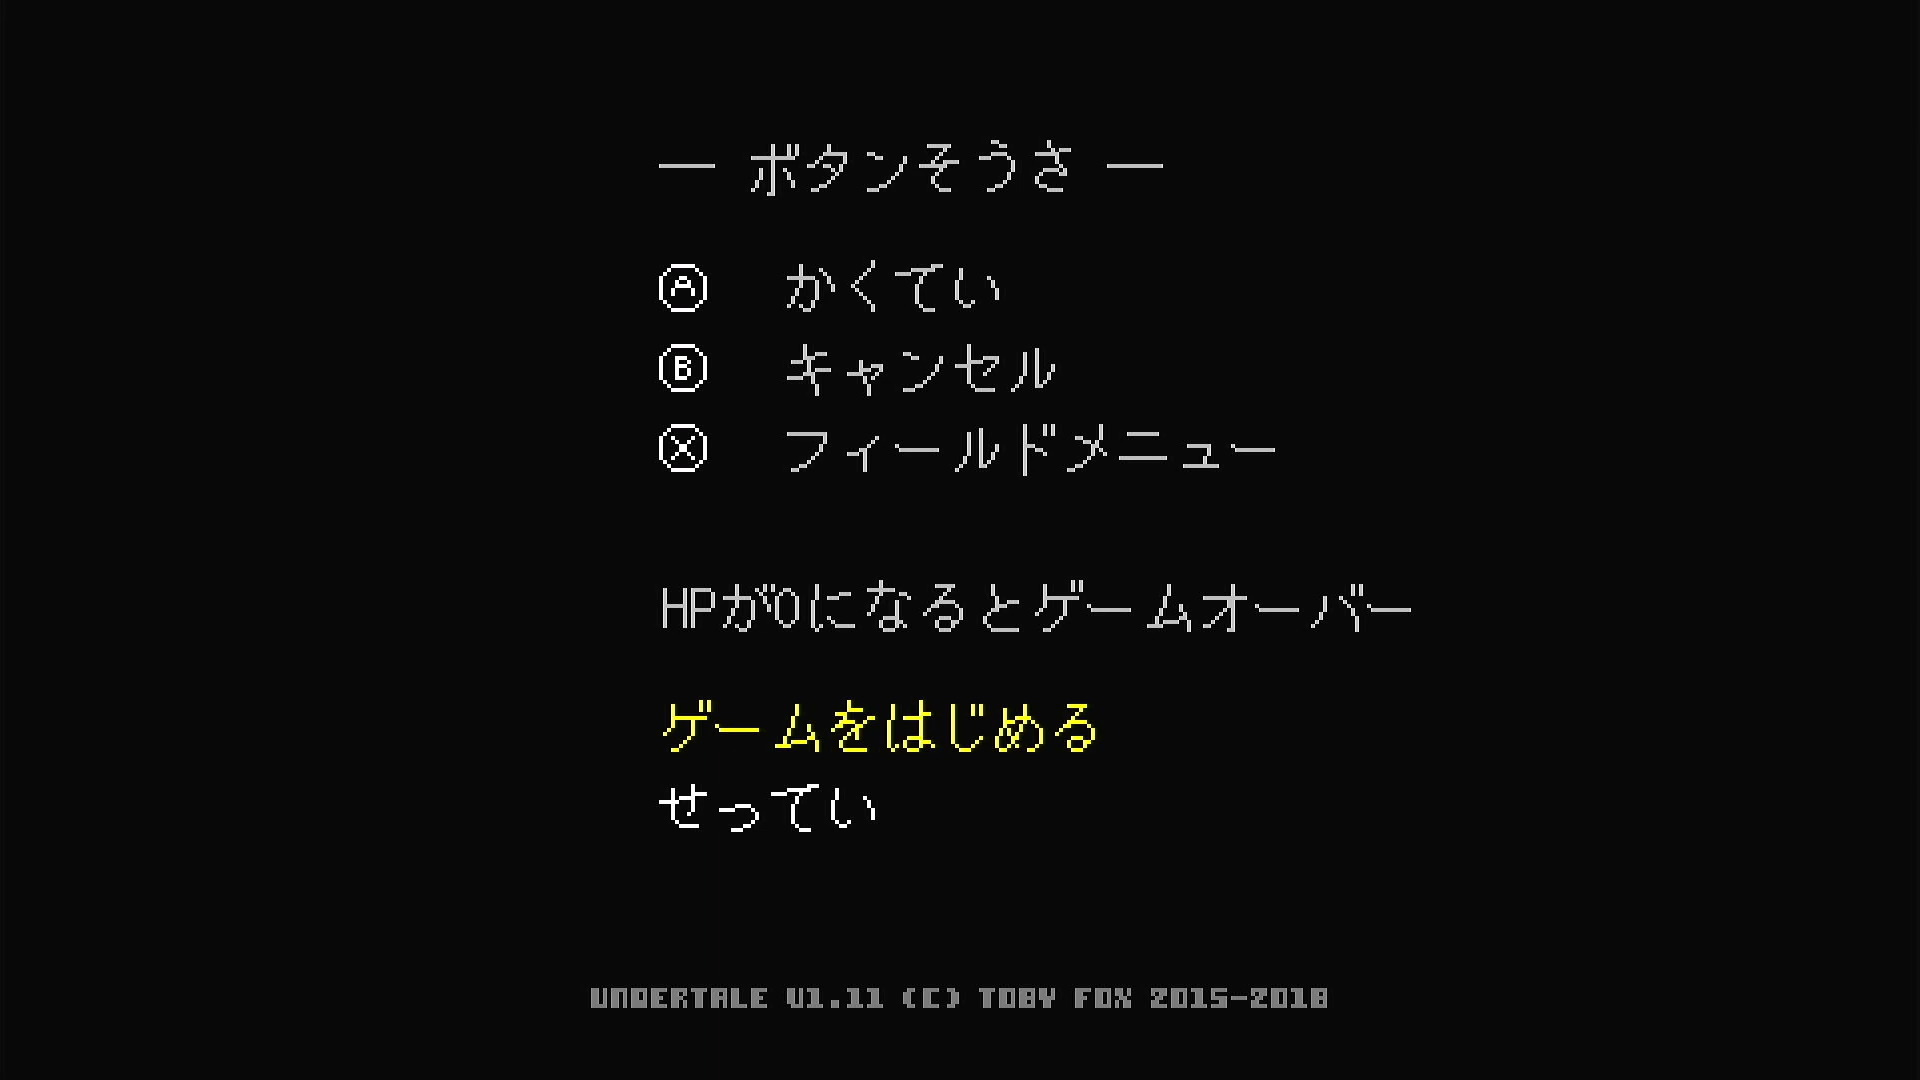 ― ボタンそうさ ―
Ⓐ かくてい
Ⓑ キャンセル
Ⓧ フィールドメニュー
HPが0になるとゲームオーバー
ゲームをはじめる
せってい
UNDERTALE V1.11 (C) TOBY FOX 2015-2018